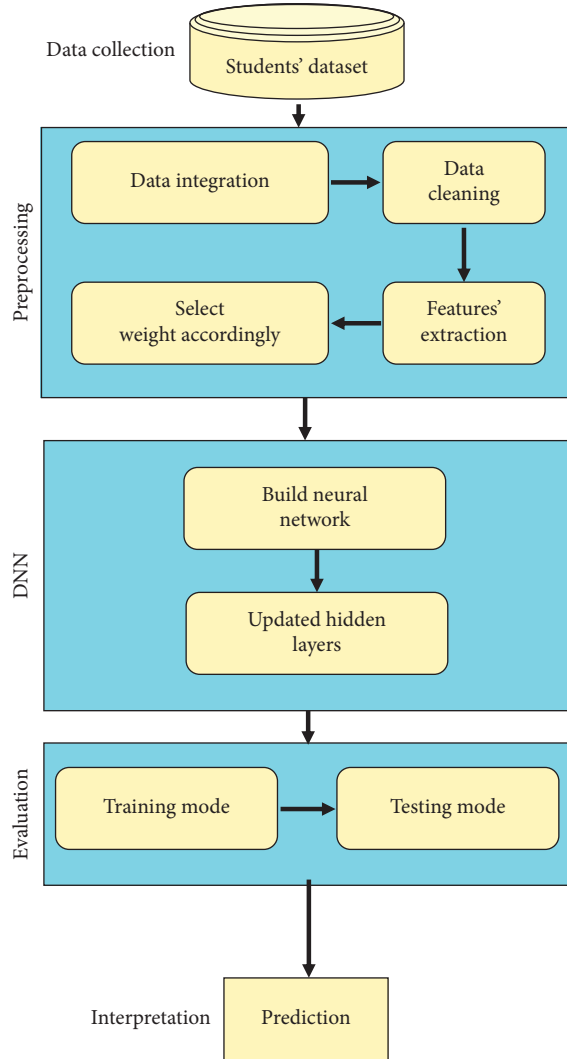 Data collection
Students' dataset
Preprocessing
Data integration
Data
cleaning
Select
weight accordingly
Features'
extraction
DNN
Build neural
network
Updated hidden
layers
Evaluation
Training mode
Testing mode
Interpretation
Prediction